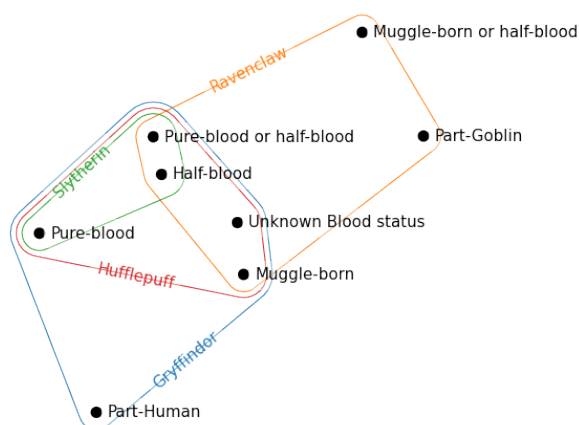 Muggle-born or half-blood
Ravenclaw
Pure-blood or half-blood
Part-Goblin
Slytherin
Half-blood
Unknown Blood status
Pure-blood
Hufflepuff
Muggle-born
Gryffindor
Part-Human